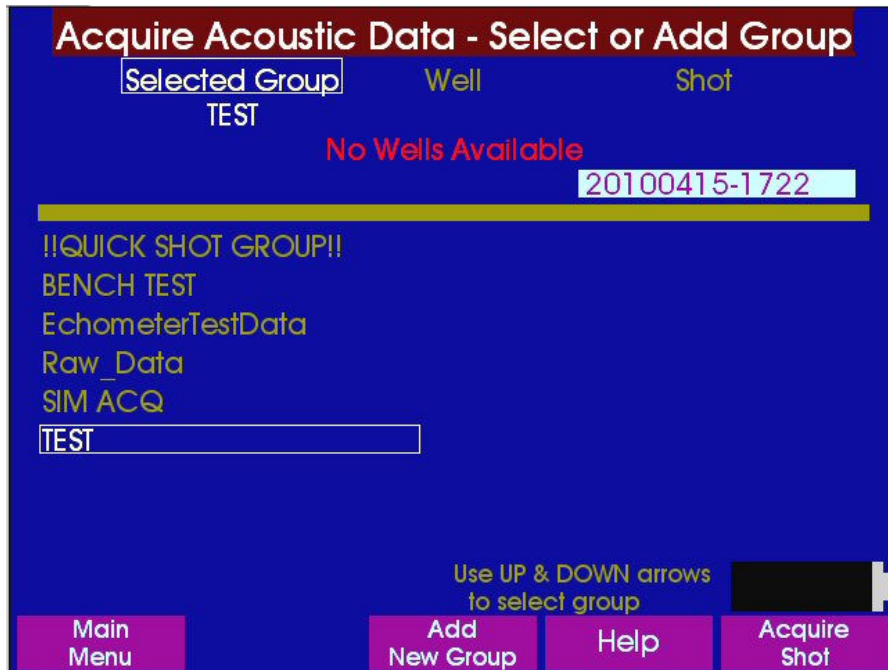 Acquire Acoustic Data - Select or Add Group
Selected Group Well Shot
TEST
No Wells Available
20100415-1722
!!QUICK SHOT GROUP!!
BENCH TEST
EchometerTestData
Raw_Data
SIM ACQ
TEST
Use UP & DOWN arrows
to select group
Main
Menu
Add
New Group
Help
Acquire
Shot